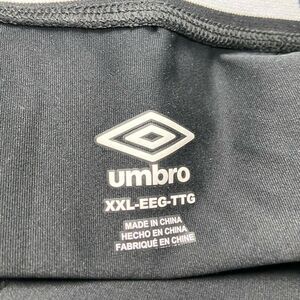 umbro
XXL-EEG-TTG
MADE IN CHINA
HECHO EN CHINA
FABRIQUÉ EN CHINE